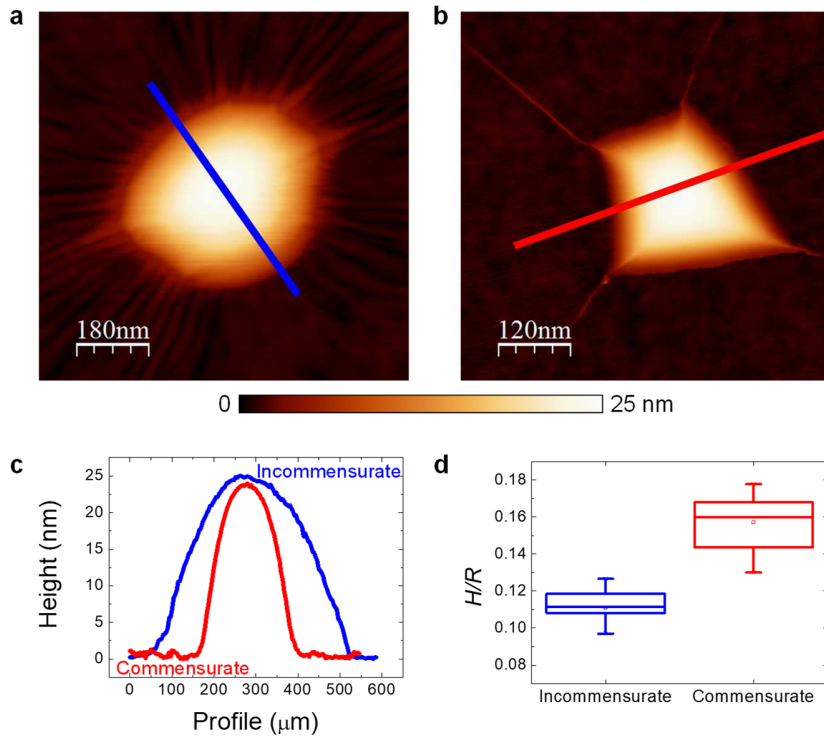 a
b
180nm
120nm
0
25 nm
c
d
25
20
15
10
5
0
Height (nm)
Incommensurate
Commensurate
0 100 200 300 400 500 600
Profile (μm)
0.18
0.16
0.14
0.12
0.10
0.08
H/R
Incommensurate Commensurate